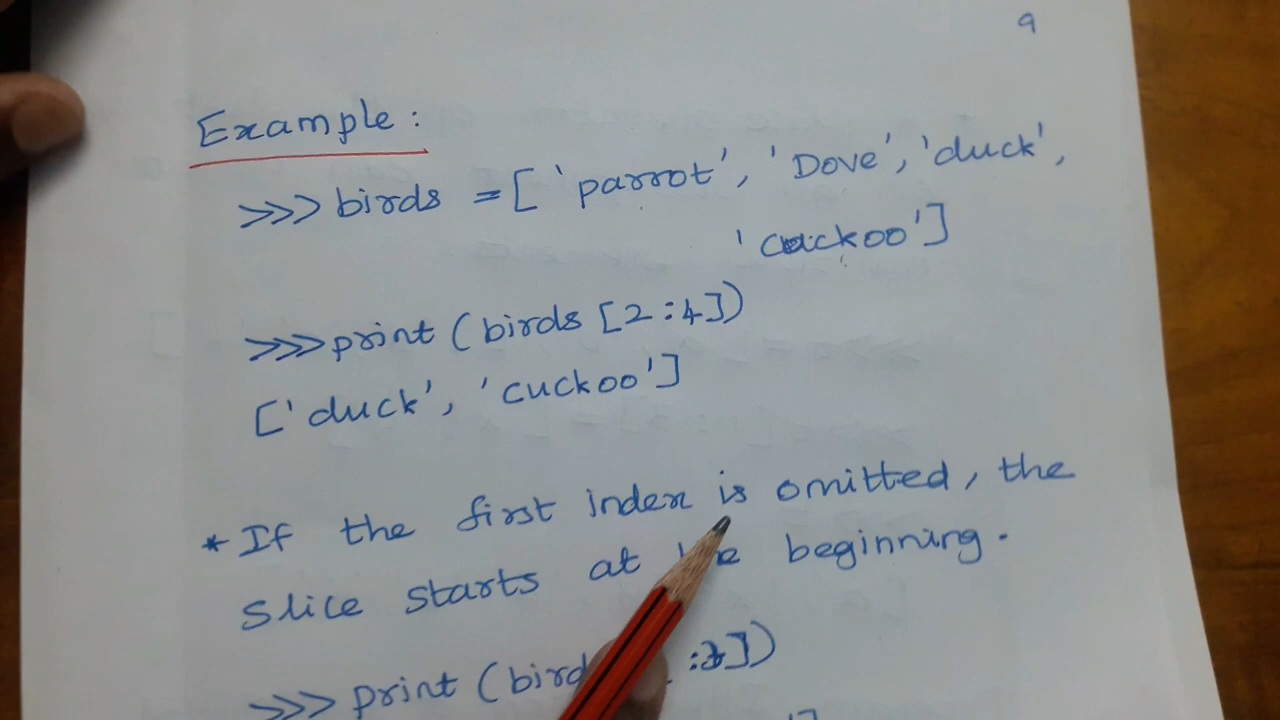 9
Example:
>>> birds = ['parrot', 'Dove', 'duck',
'cuckoo']
>>> print (birds [2:4])
['duck', 'cuckoo']
* If the first index is omitted, the
slice starts at the beginning.
>>> print (